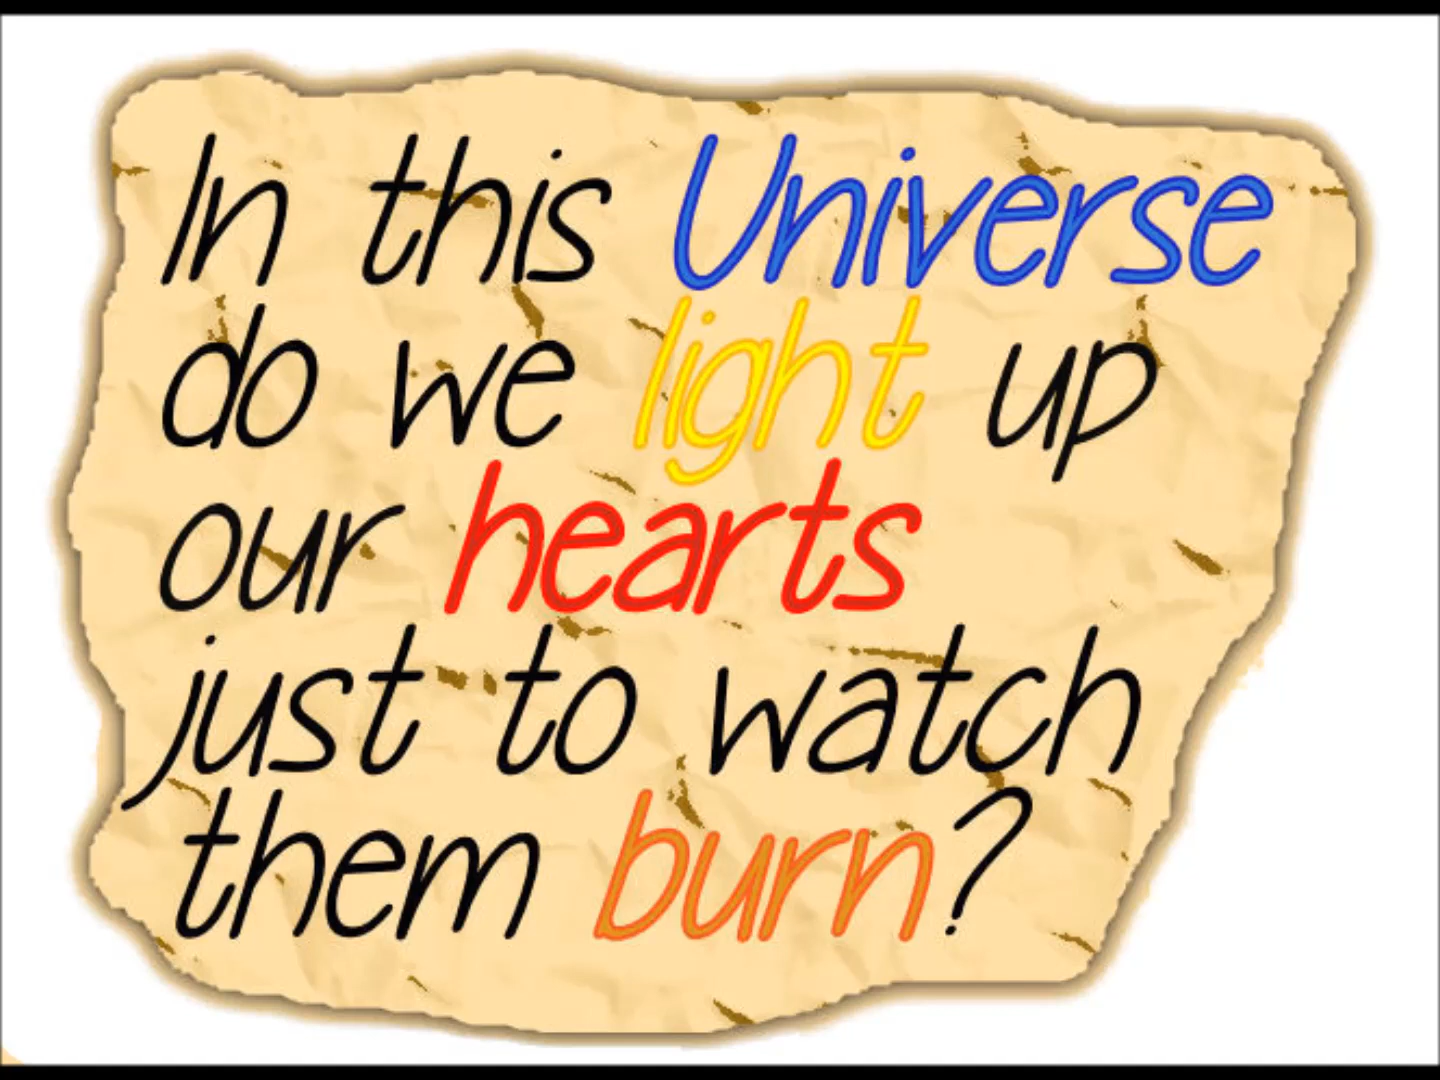 In this Universe
do we light up
our hearts
just to watch
them burn?